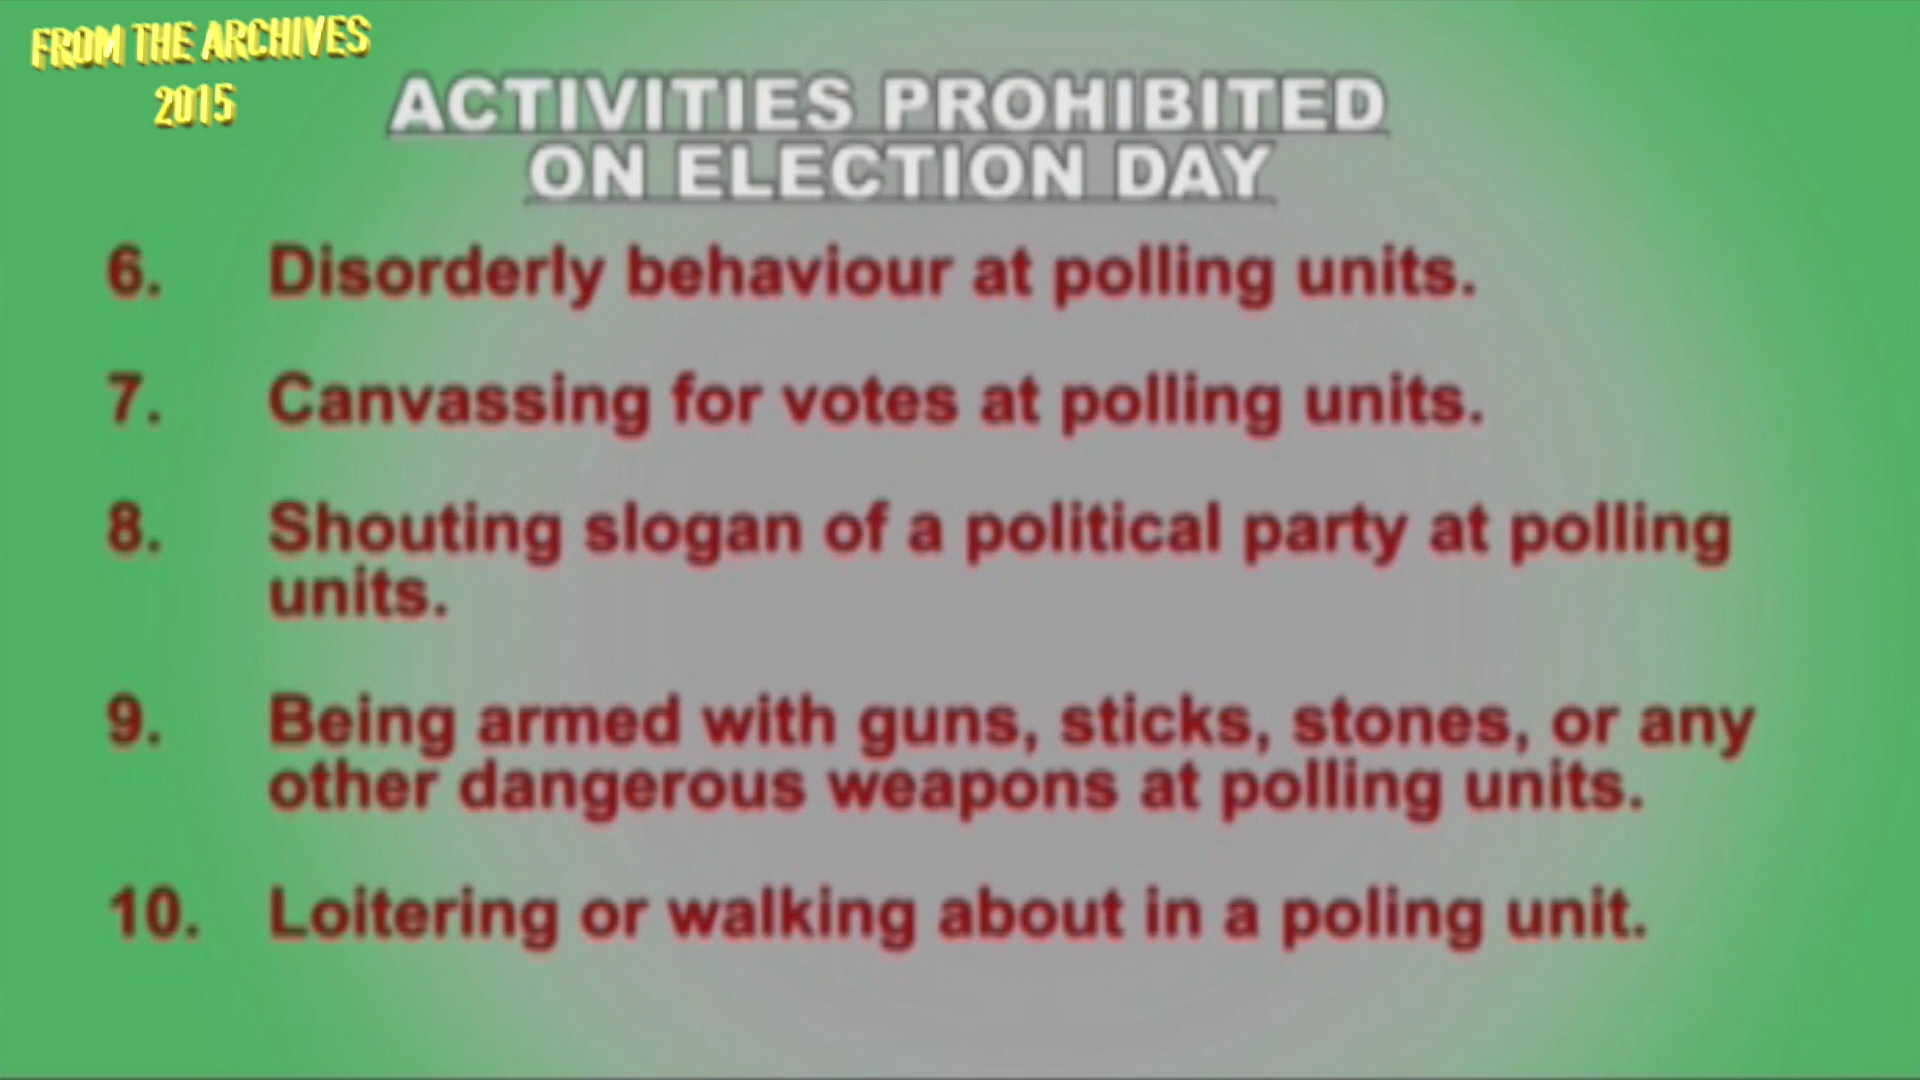 FROM THE ARCHIVES
2015
ACTIVITIES PROHIBITED
ON ELECTION DAY
6. Disorderly behaviour at polling units.
7. Canvassing for votes at polling units.
8. Shouting slogan of a political party at polling
units.
9. Being armed with guns, sticks, stones, or any
other dangerous weapons at polling units.
10. Loitering or walking about in a poling unit.